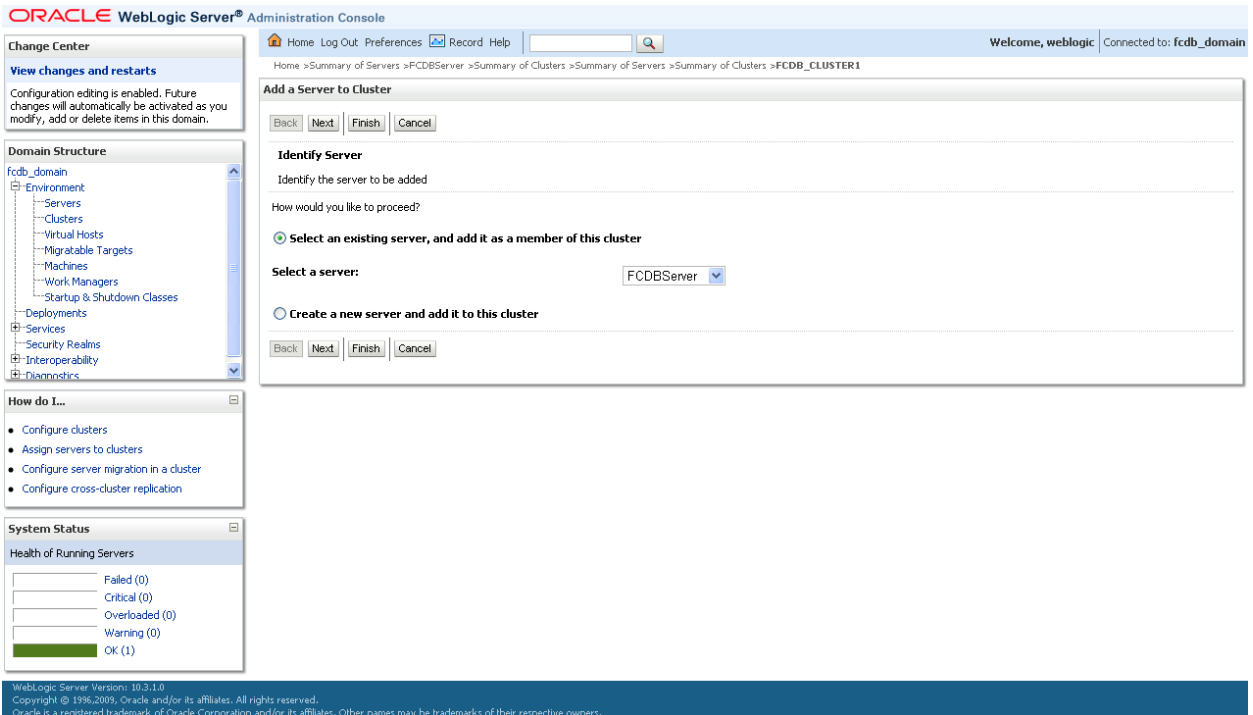 ORACLE WebLogic Server® Administration Console
Change Center
View changes and restarts
Configuration editing is enabled. Future
changes will automatically be activated as you
modify, add or delete items in this domain.
Domain Structure
fcdb_domain
Environment
Servers
Clusters
Virtual Hosts
Migratable Targets
Machines
Work Managers
Startup & Shutdown Classes
Deployments
Services
Security Realms
Interoperability
Diagnostics
How do I...
Configure clusters
Assign servers to clusters
Configure server migration in a cluster
Configure cross-cluster replication
System Status
Health of Running Servers
Failed (0)
Critical (0)
Overloaded (0)
Warning (0)
OK (1)
Home Log Out Preferences Record Help
Welcome, weblogic Connected to: fcdb_domain
Home >Summary of Servers >FCDBServer >Summary of Clusters >Summary of Servers >Summary of Clusters >FCDB_CLUSTER1
Add a Server to Cluster
Back Next Finish Cancel
Identify Server
Identify the server to be added
How would you like to proceed?
Select an existing server, and add it as a member of this cluster
Select a server: FCDBServer
Create a new server and add it to this cluster
Back Next Finish Cancel
WebLogic Server Version: 10.3.1.0
Copyright © 1996,2009, Oracle and/or its affiliates. All rights reserved.
Oracle is a registered trademark of Oracle Corporation and/or its affiliates. Other names may be trademarks of their respective owners.